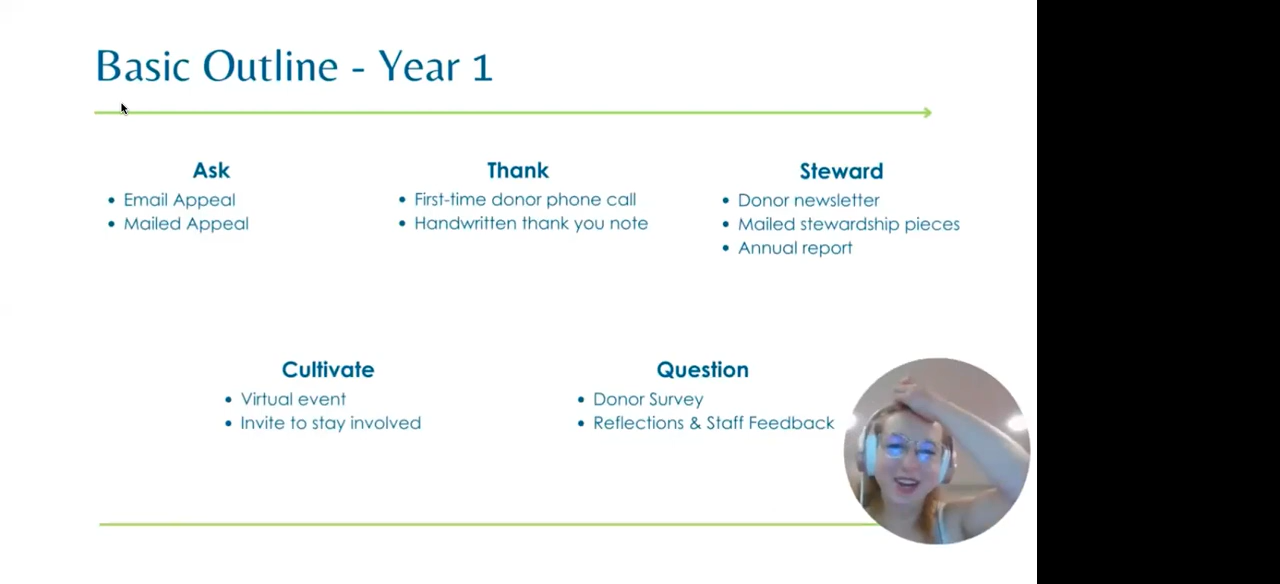 Basic Outline - Year 1
Ask
• Email Appeal
• Mailed Appeal
Thank
• First-time donor phone call
• Handwritten thank you note
Steward
• Donor newsletter
• Mailed stewardship pieces
• Annual report
Cultivate
• Virtual event
• Invite to stay involved
Question
• Donor Survey
• Reflections & Staff Feedback